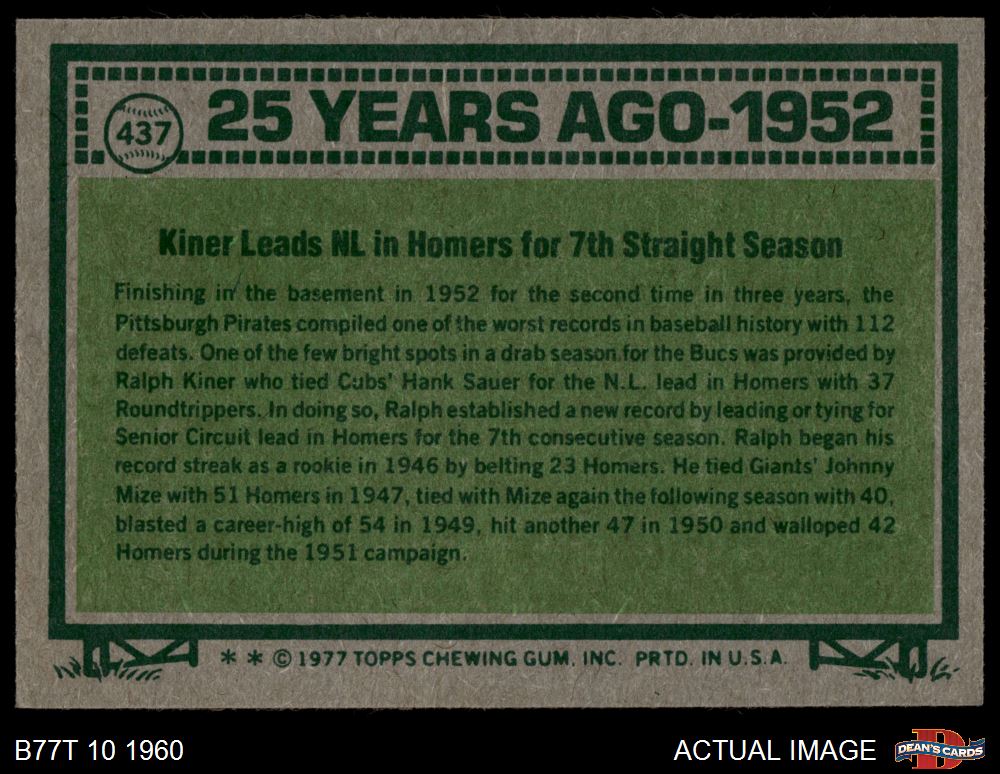 437
25 YEARS AGO-1952
Kiner Leads NL in Homers for 7th Straight Season
Finishing in the basement in 1952 for the second time in three years, the
Pittsburgh Pirates compiled one of the worst records in baseball history with 112
defeats. One of the few bright spots in a drab season for the Bucs was provided by
Ralph Kiner who tied Cubs' Hank Sauer for the N.L. lead in Homers with 37
Roundtrippers. In doing so, Ralph established a new record by leading or tying for
Senior Circuit lead in Homers for the 7th consecutive season. Ralph began his
record streak as a rookie in 1946 by belting 23 Homers. He tied Giants' Johnny
Mize with 51 Homers in 1947, tied with Mize again the following season with 40,
blasted a career-high of 54 in 1949, hit another 47 in 1950 and walloped 42
Homers during the 1951 campaign.
* * © 1977 TOPPS CHEWING GUM, INC. PRTD. IN U.S.A.
B77T 10 1960
ACTUAL IMAGE
D
DEAN'S CARDS